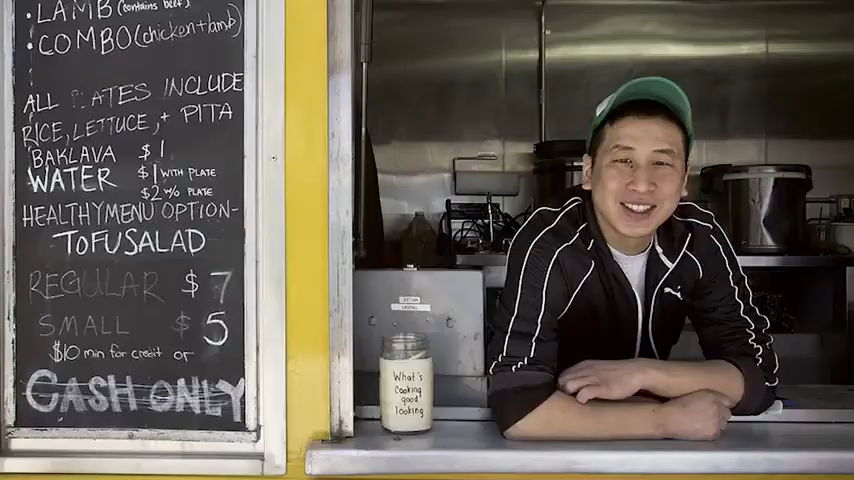 • LAMB (contains beef)
• COMBO (chicken + lamb)
ALL PLATES INCLUDE
RICE, LETTUCE, + PITA
BAKLAVA $1
WATER $1 WITH PLATE
$2 W/O PLATE
HEALTHY MENU OPTION-
TOFU SALAD
REGULAR $7
SMALL $5
$10 min for credit or
CASH ONLY
What's
cooking
good
looking